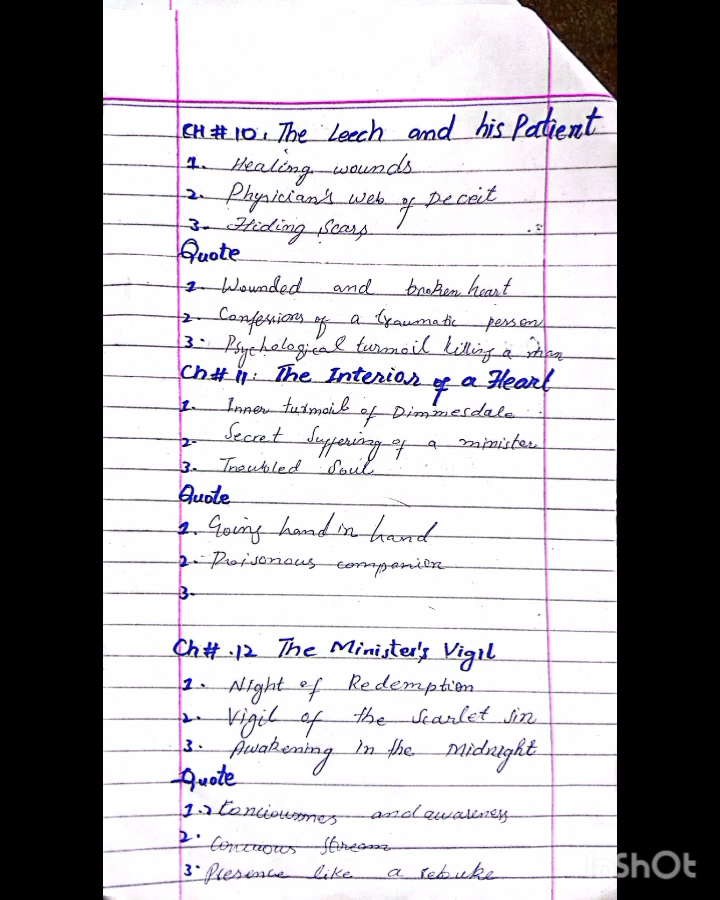 CH # 10. The Leech and his Patient
1. Healing wounds
2. Physician's web of Deceit
3. Hiding Scars
Quote
1. Wounded and broken heart
2. Confessions of a traumatic person
3. Psychological turmoil killing a man
Ch# 11: The Interior of a Heart
1. Inner turmoil of Dimmesdale
2. Secret Suffering of a minister
3. Troubled Soul
Quote
1. Going hand in hand
2. Poisonous companion
3.
Ch# .12 The Minister's Vigil
1. Night of Redemption
2. Vigil of the Scarlet sin
3. Awakening in the Midnight
Quote
1. and awareness
2. stream
3. Presence like a rebuke
InShOt